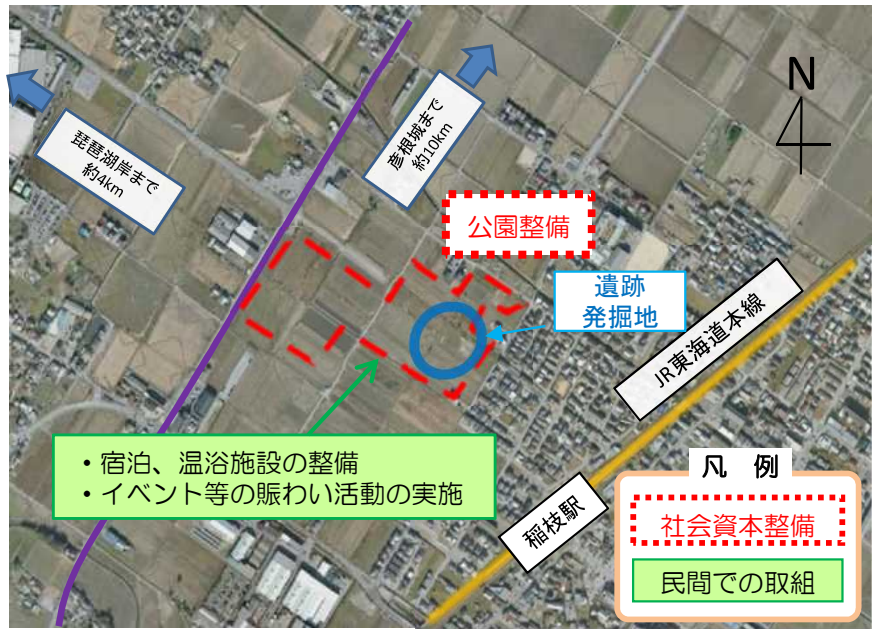 琵琶湖岸まで
約4km
彦根城まで
約10km
N
公園整備
遺跡
発掘地
JR東海道本線
・宿泊、温浴施設の整備
・イベント等の賑わい活動の実施
稲枝駅
凡　例
社会資本整備
民間での取組